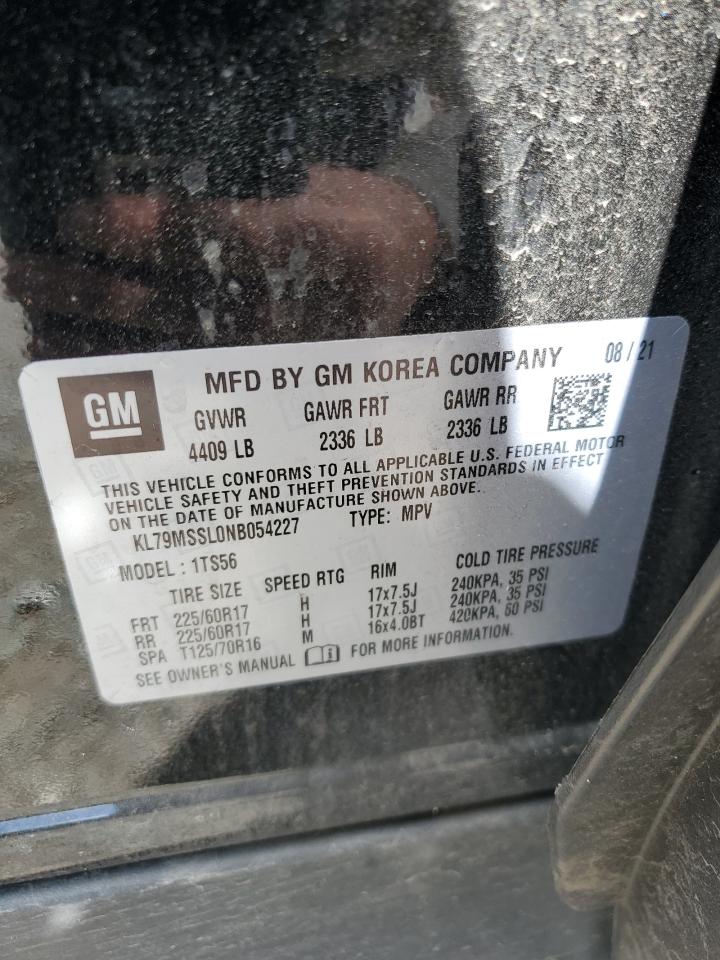 GM
MFD BY GM KOREA COMPANY 08 / 21
GVWR GAWR FRT GAWR RR
4409 LB 2336 LB 2336 LB
THIS VEHICLE CONFORMS TO ALL APPLICABLE U.S. FEDERAL MOTOR
VEHICLE SAFETY AND THEFT PREVENTION STANDARDS IN EFFECT
ON THE DATE OF MANUFACTURE SHOWN ABOVE.
KL79MSSL0NB054227 TYPE: MPV
MODEL : 1TS56
TIRE SIZE SPEED RTG RIM COLD TIRE PRESSURE
FRT 225/60R17 H 17x7.5J 240KPA, 35 PSI
RR 225/60R17 H 17x7.5J 240KPA, 35 PSI
SPA T125/70R16 M 16x4.0BT 420KPA, 60 PSI
SEE OWNER'S MANUAL FOR MORE INFORMATION.